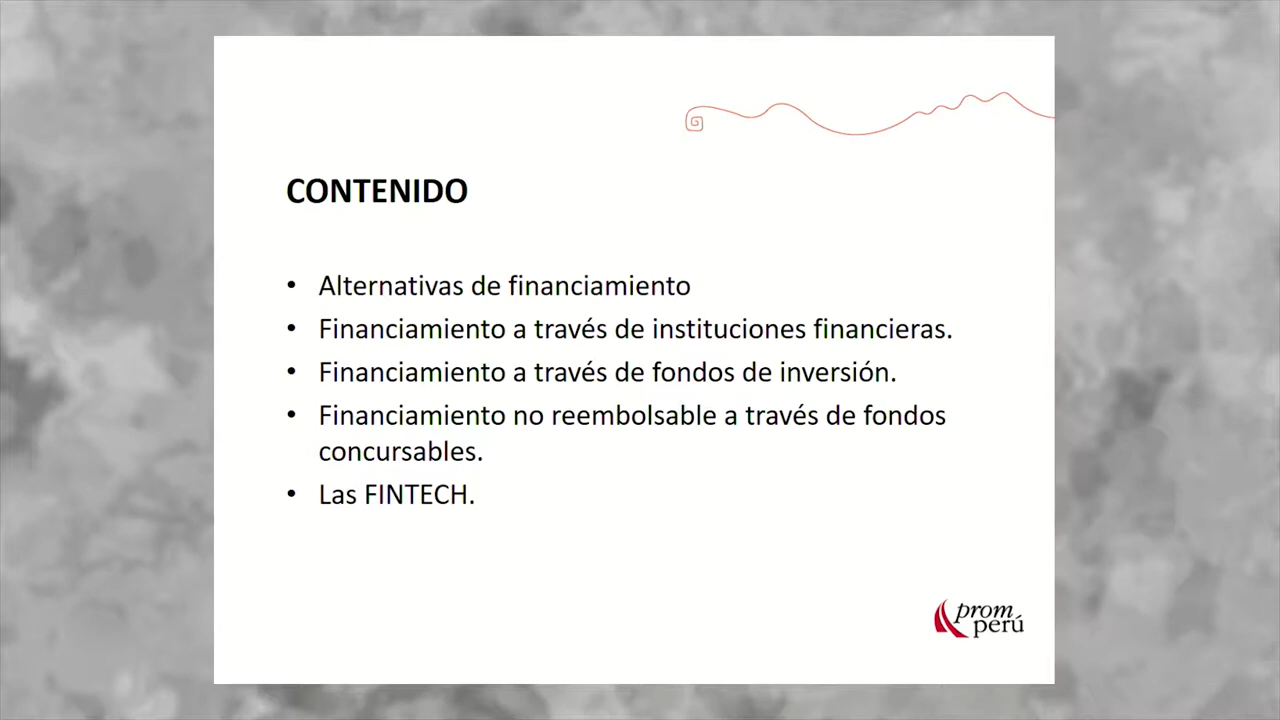 CONTENIDO
• Alternativas de financiamiento
• Financiamiento a través de instituciones financieras.
• Financiamiento a través de fondos de inversión.
• Financiamiento no reembolsable a través de fondos
concursables.
• Las FINTECH.
prom
perú